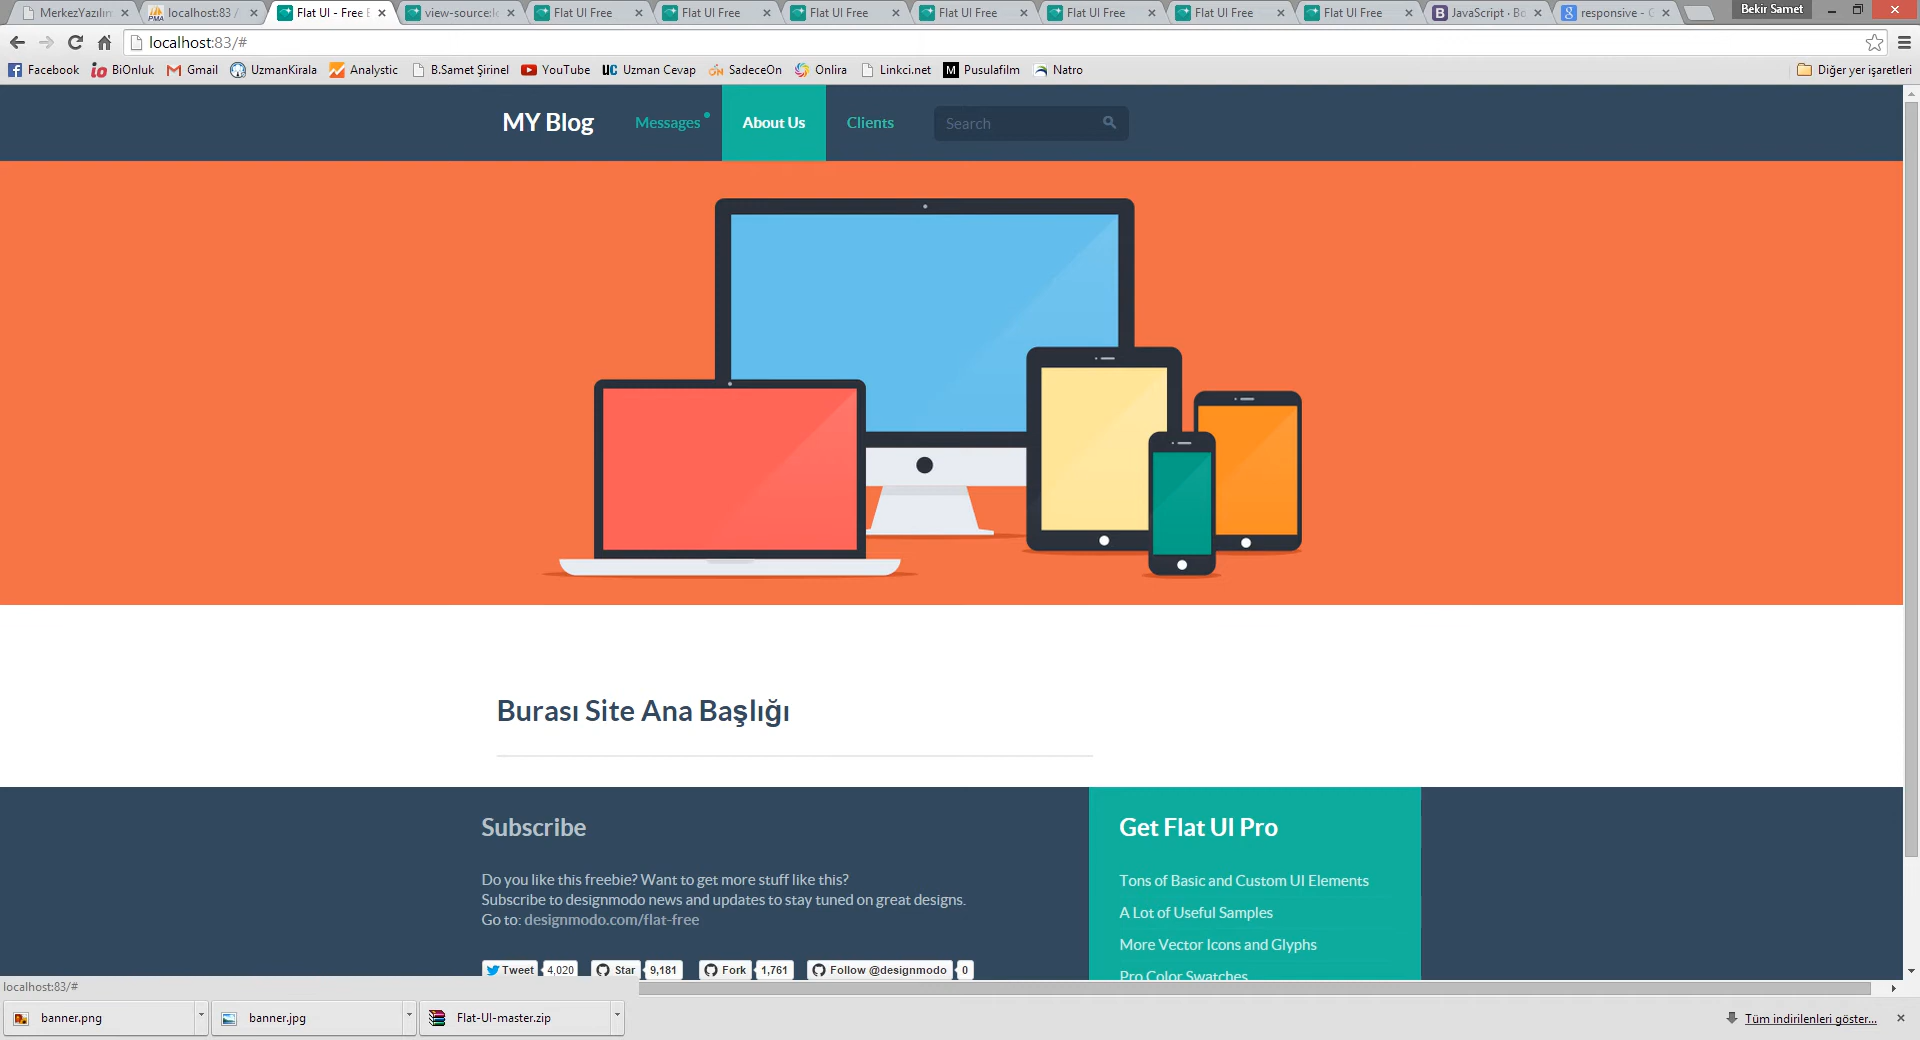 MerkezYazılım
localhost:83 /
Flat UI - Free B
view-source:lo
Flat UI Free
Flat UI Free
Flat UI Free
Flat UI Free
Flat UI Free
Flat UI Free
Flat UI Free
JavaScript · Bo
responsive - G
Bekir Samet
localhost:83/#
Facebook
BiOnluk
Gmail
UzmanKirala
Analystic
B.Samet Şirinel
YouTube
Uzman Cevap
SadeceOn
Onlira
Linkci.net
Pusulafilm
Natro
Diğer yer işaretleri
MY Blog
Messages
About Us
Clients
Search
Burası Site Ana Başlığı
Subscribe
Do you like this freebie? Want to get more stuff like this?
Subscribe to designmodo news and updates to stay tuned on great designs.
Go to: designmodo.com/flat-free
Tweet 4,020
Star 9,181
Fork 1,761
Follow @designmodo 0
Get Flat UI Pro
Tons of Basic and Custom UI Elements
A Lot of Useful Samples
More Vector Icons and Glyphs
Pro Color Swatches
localhost:83/#
banner.png
banner.jpg
Flat-UI-master.zip
Tüm indirilenleri göster...